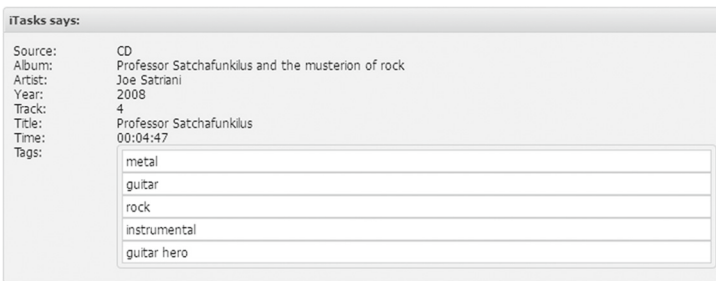 iTasks says:
Source: CD
Album: Professor Satchafunkilus and the musterion of rock
Artist: Joe Satriani
Year: 2008
Track: 4
Title: Professor Satchafunkilus
Time: 00:04:47
Tags:
metal
guitar
rock
instrumental
guitar hero